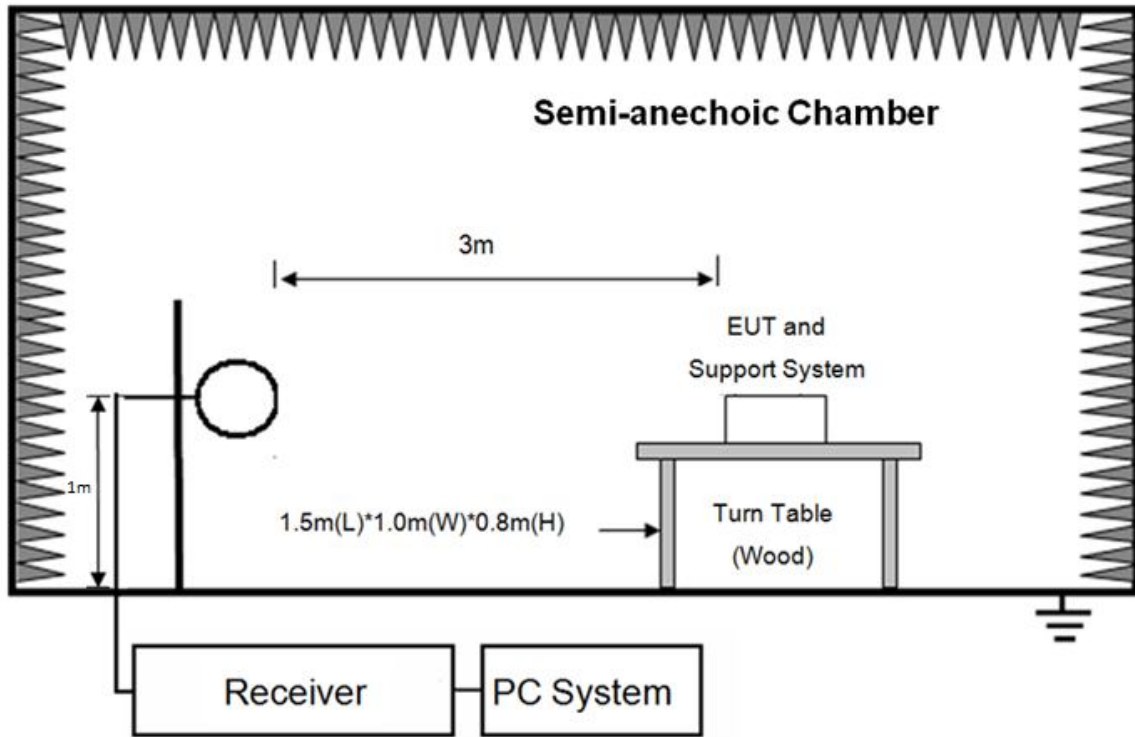 Semi-anechoic Chamber
3m
EUT and
Support System
1m
1.5m(L)*1.0m(W)*0.8m(H)
Turn Table
(Wood)
Receiver
PC System